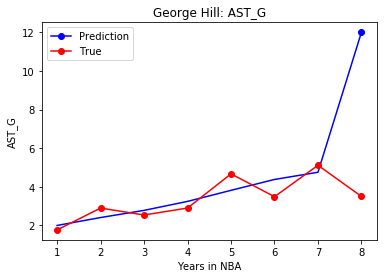 George Hill: AST_G
Prediction
True
AST_G
12
10
8
6
4
2
1 2 3 4 5 6 7 8
Years in NBA